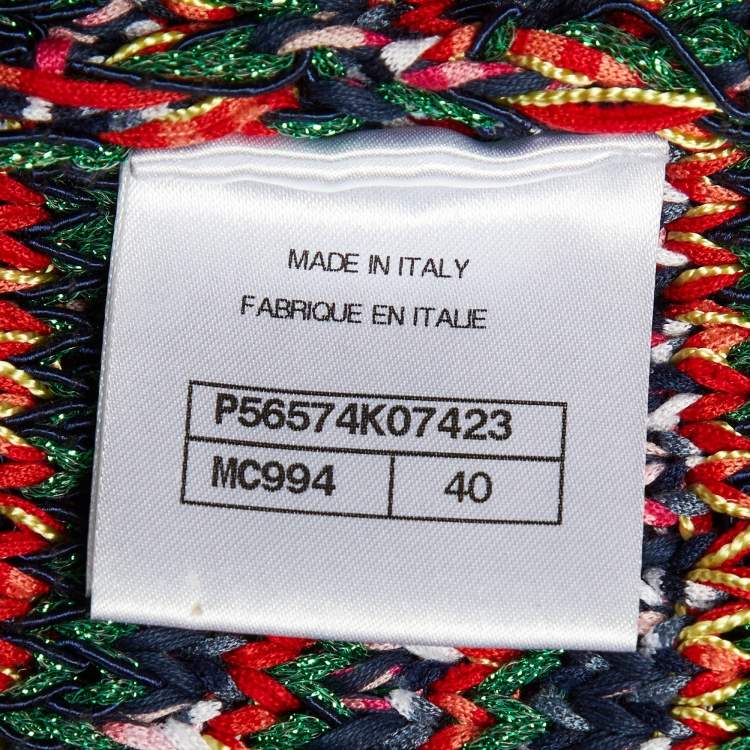 MADE IN ITALY
FABRIQUE EN ITALIE
P56574K07423
MC994 40